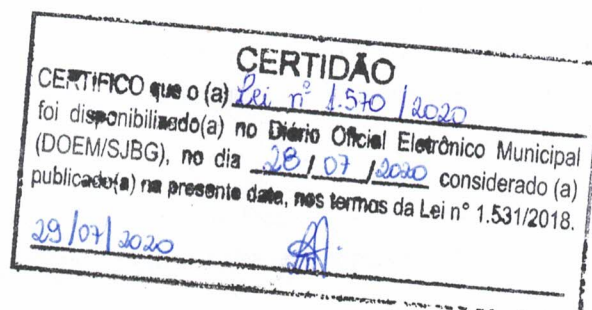 CERTIDÃO
CERTIFICO que o (a) Lei nº 1.570 / 2020
foi disponibilizado(a) no Diário Oficial Eletrônico Municipal
(DOEM/SJBG), no dia 28 / 07 / 2020 considerado (a)
publicado(a) na presente data, nos termos da Lei n° 1.531/2018.
29/07/2020